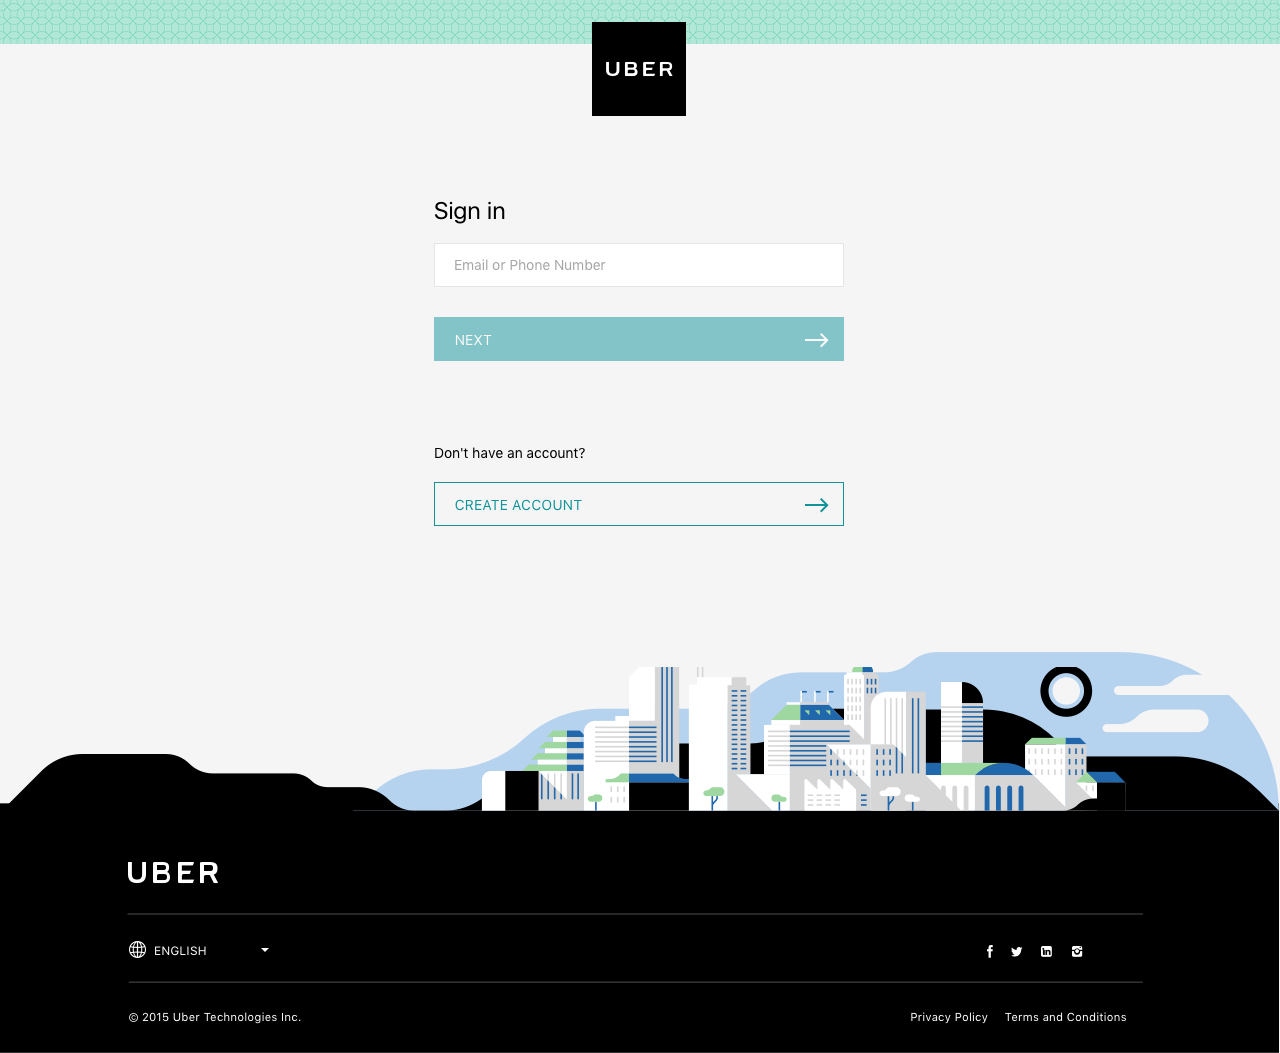 UBER
Sign in
Email or Phone Number
NEXT
Don't have an account?
CREATE ACCOUNT
UBER
ENGLISH
© 2015 Uber Technologies Inc.
Privacy Policy Terms and Conditions